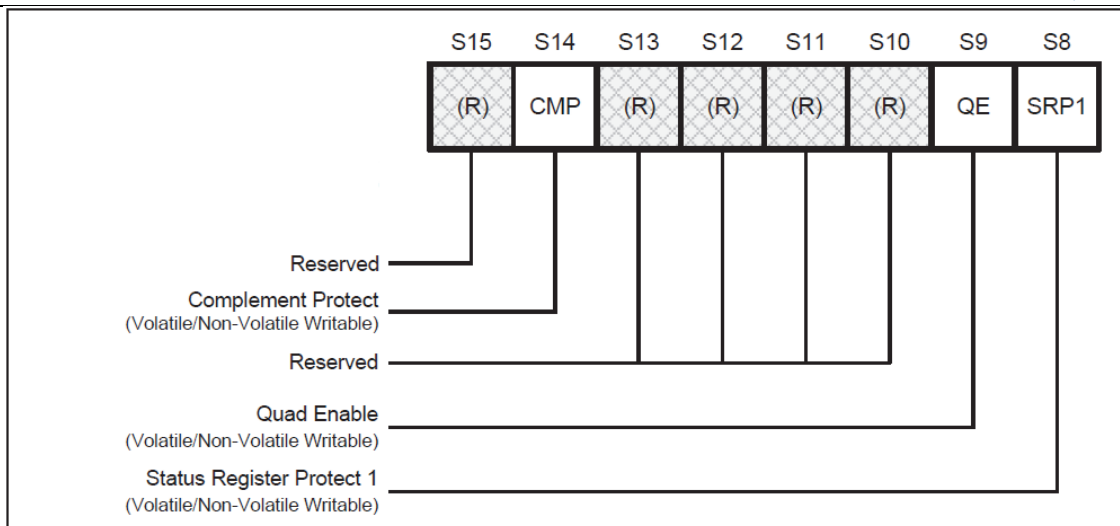 S15 S14 S13 S12 S11 S10 S9 S8
(R) CMP (R) (R) (R) (R) QE SRP1
Reserved
Complement Protect
(Volatile/Non-Volatile Writable)
Reserved
Quad Enable
(Volatile/Non-Volatile Writable)
Status Register Protect 1
(Volatile/Non-Volatile Writable)